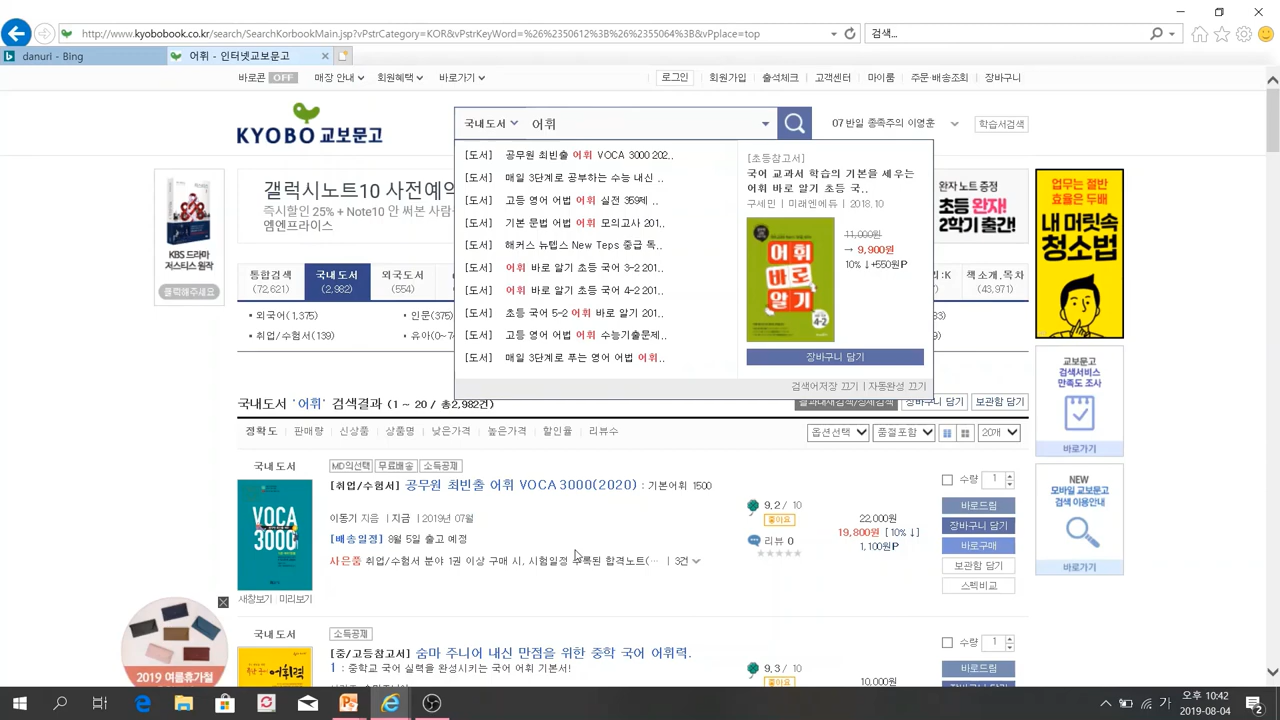 http://www.kyobobook.co.kr/search/SearchKorbookMain.jsp?vPstrCategory=KOR&vPstrKeyWord=%26%2350612%3B%26%2355064%3B&vPplace=top
검색...
danuri - Bing
어휘 - 인터넷교보문고
바로콘 OFF 매장 안내 회원혜택 바로가기
로그인 회원가입 출석체크 고객센터 마이룸 주문·배송조회 장바구니
KYOBO 교보문고
국내도서 어휘
07 반일 종족주의 이영훈
학습서검색
[도서] 공무원 최빈출 어휘 VOCA 3000 202..
[도서] 매일 3단계로 공부하는 수능 내신 ..
[도서] 고등 영어 어법 어휘 실전 359제 ..
[도서] 기본 문법 어법 어휘 모의고사 201..
[도서] 해커스 뉴텝스 New Teps 중급 독..
[도서] 어휘 바로 알기 초등 국어 3-2 201..
[도서] 어휘 바로 알기 초등 국어 4-2 201..
[도서] 초등 국어 5-2 어휘 바로 알기 201..
[도서] 고등 영어 어법 어휘 수능기출문제..
[도서] 매일 3단계로 푸는 영어 어법 어휘..
[초등참고서]
국어 교과서 학습의 기본을 세우는
어휘 바로 알기 초등 국..
구세민 | 미래엔에듀 | 2018.10
어휘
바로
알기
4-2
11,000원
→ 9,900원
10% ↓+550원P
장바구니 담기
검색어저장 끄기 | 자동완성 끄기
KBS 드라마
저스티스 원작
클릭해주세요
갤럭시노트10 사전예약
즉시할인 25% + Note10 안 써본 사람
완자 노트 증정
초등 완자!
2학기 출간!
업무는 절반
효율은 두배
내 머릿속
청소법
통합검색
(72,621)
국내도서
(2,982)
외국도서
(554)
책소개,목차
(43,971)
• 외국어(1,375)
• 인문(375)
• 취업/수험서(139)
교보문고
검색서비스
만족도 조사
바로가기
국내도서 '어휘' 검색결과 (1 ~ 20 / 총2,982건)
결과내재검색/상세검색
장바구니 담기
보관함 담기
정확도 판매량 신상품 상품명 낮은가격 높은가격 할인율 리뷰수
옵션선택 품절포함 20개
NEW
모바일 교보문고
검색 이용안내
바로가기
국내도서
MD의선택 무료배송 소득공제
[취업/수험서] 공무원 최빈출 어휘 VOCA 3000(2020) : 기본어휘 1500
VOCA
3000
이동기 지음 | 지금 | 2019년 07월
[배송일정] 8월 5일 출고 예정
사은품 취업/수험서 분야 1권 이상 구매 시, 시험일정 수록된 합격노트(··· | 3건
9.2 / 10
좋아요
리뷰 0
22,000원
19,800원 [10%↓]
1,100원P
수량 1
바로드림
장바구니 담기
바로구매
보관함 담기
스펙비교
새창보기 미리보기
2019 여름휴가철
국내도서
소득공제
[중/고등참고서] 숨마 주니어 내신 만점을 위한 중학 국어 어휘력.
1 : 중학교 국어 실력을 완성시키는 국어 어휘 기본서!
어휘력
9.3 / 10
좋아요
10,000원
수량 1
바로드림
오후 10:42
2019-08-04